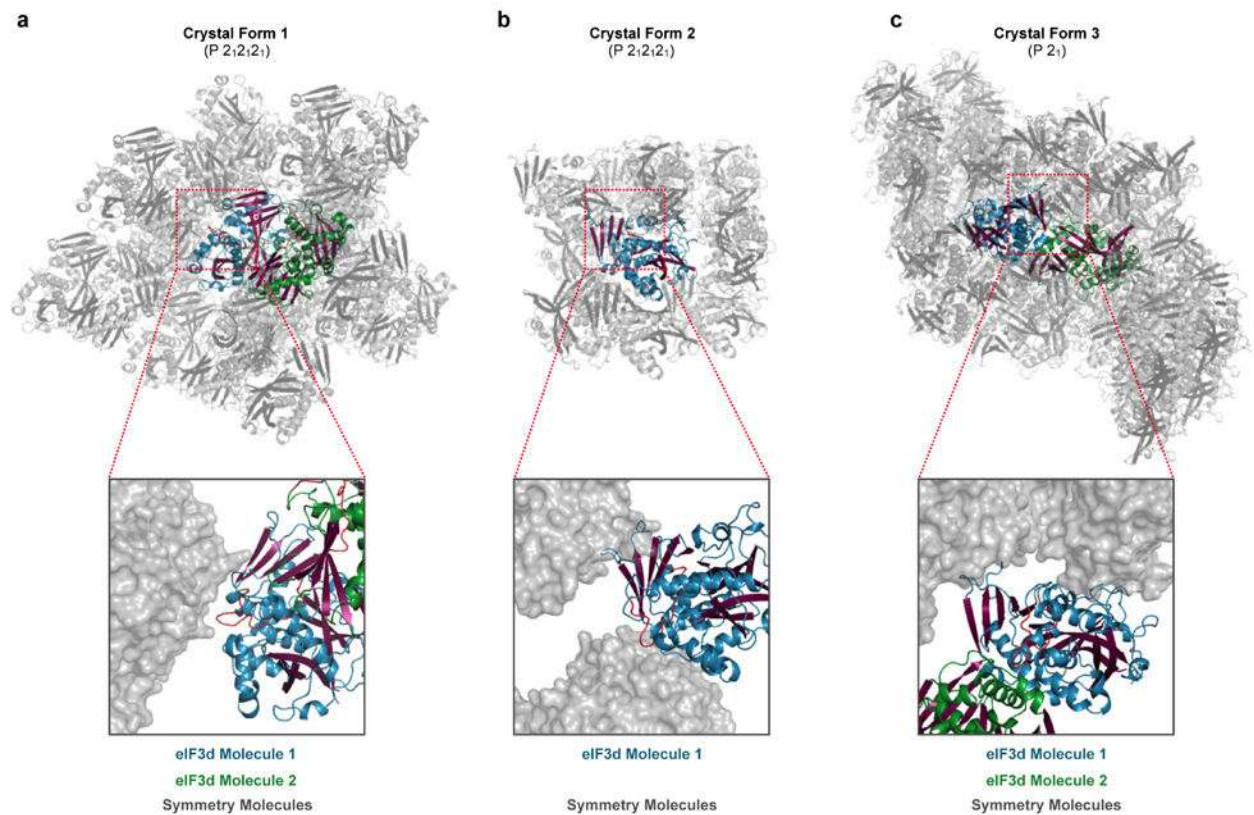 a
Crystal Form 1
(P 2₁2₁2₁)
b
Crystal Form 2
(P 2₁2₁2₁)
c
Crystal Form 3
(P 2₁)
eIF3d Molecule 1
eIF3d Molecule 2
Symmetry Molecules
eIF3d Molecule 1
Symmetry Molecules
eIF3d Molecule 1
eIF3d Molecule 2
Symmetry Molecules